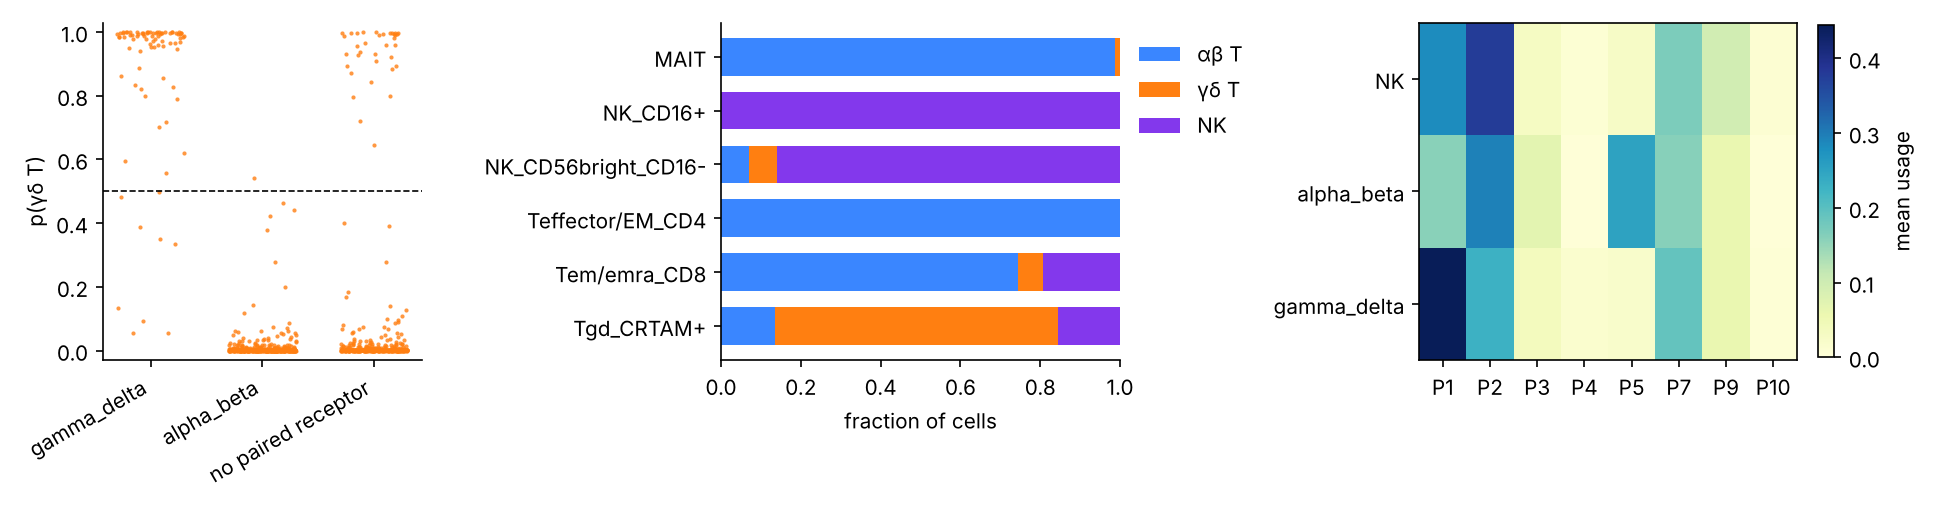 p(γδ T)
1.0
0.8
0.6
0.4
0.2
0.0
gamma_delta
alpha_beta
no paired receptor
MAIT
NK_CD16+
NK_CD56bright_CD16-
Teffector/EM_CD4
Tem/emra_CD8
Tgd_CRTAM+
0.0 0.2 0.4 0.6 0.8 1.0
fraction of cells
αβ T
γδ T
NK
NK
alpha_beta
gamma_delta
P1 P2 P3 P4 P5 P7 P9 P10
0.4
0.3
0.2
0.1
0.0
mean usage